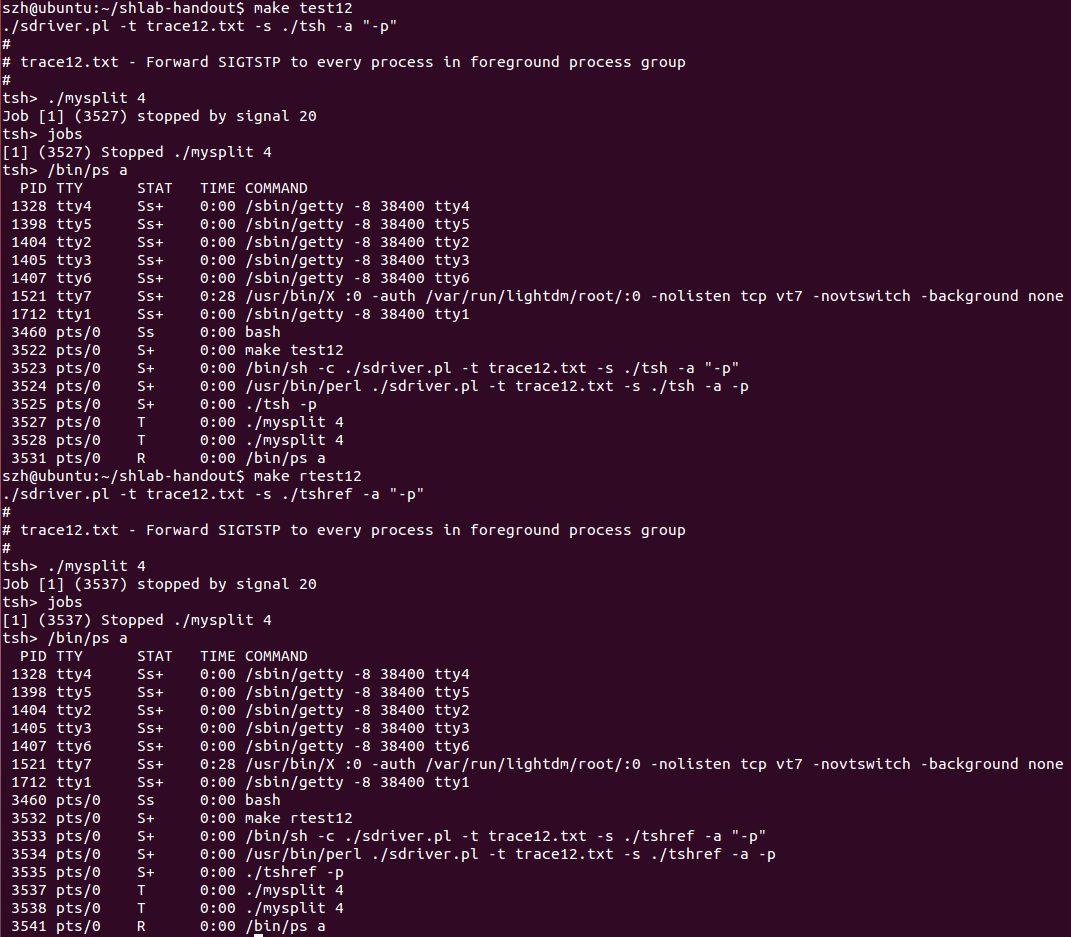 szh@ubuntu:~/shlab-handout$ make test12
./sdriver.pl -t trace12.txt -s ./tsh -a "-p"
#
# trace12.txt - Forward SIGTSTP to every process in foreground process group
#
tsh> ./mysplit 4
Job [1] (3527) stopped by signal 20
tsh> jobs
[1] (3527) Stopped ./mysplit 4
tsh> /bin/ps a
  PID TTY      STAT   TIME COMMAND
 1328 tty4     Ss+    0:00 /sbin/getty -8 38400 tty4
 1398 tty5     Ss+    0:00 /sbin/getty -8 38400 tty5
 1404 tty2     Ss+    0:00 /sbin/getty -8 38400 tty2
 1405 tty3     Ss+    0:00 /sbin/getty -8 38400 tty3
 1407 tty6     Ss+    0:00 /sbin/getty -8 38400 tty6
 1521 tty7     Ss+    0:28 /usr/bin/X :0 -auth /var/run/lightdm/root/:0 -nolisten tcp vt7 -novtswitch -background none
 1712 tty1     Ss+    0:00 /sbin/getty -8 38400 tty1
 3460 pts/0    Ss     0:00 bash
 3522 pts/0    S+     0:00 make test12
 3523 pts/0    S+     0:00 /bin/sh -c ./sdriver.pl -t trace12.txt -s ./tsh -a "-p"
 3524 pts/0    S+     0:00 /usr/bin/perl ./sdriver.pl -t trace12.txt -s ./tsh -a -p
 3525 pts/0    S+     0:00 ./tsh -p
 3527 pts/0    T      0:00 ./mysplit 4
 3528 pts/0    T      0:00 ./mysplit 4
 3531 pts/0    R      0:00 /bin/ps a
szh@ubuntu:~/shlab-handout$ make rtest12
./sdriver.pl -t trace12.txt -s ./tshref -a "-p"
#
# trace12.txt - Forward SIGTSTP to every process in foreground process group
#
tsh> ./mysplit 4
Job [1] (3537) stopped by signal 20
tsh> jobs
[1] (3537) Stopped ./mysplit 4
tsh> /bin/ps a
  PID TTY      STAT   TIME COMMAND
 1328 tty4     Ss+    0:00 /sbin/getty -8 38400 tty4
 1398 tty5     Ss+    0:00 /sbin/getty -8 38400 tty5
 1404 tty2     Ss+    0:00 /sbin/getty -8 38400 tty2
 1405 tty3     Ss+    0:00 /sbin/getty -8 38400 tty3
 1407 tty6     Ss+    0:00 /sbin/getty -8 38400 tty6
 1521 tty7     Ss+    0:28 /usr/bin/X :0 -auth /var/run/lightdm/root/:0 -nolisten tcp vt7 -novtswitch -background none
 1712 tty1     Ss+    0:00 /sbin/getty -8 38400 tty1
 3460 pts/0    Ss     0:00 bash
 3532 pts/0    S+     0:00 make rtest12
 3533 pts/0    S+     0:00 /bin/sh -c ./sdriver.pl -t trace12.txt -s ./tshref -a "-p"
 3534 pts/0    S+     0:00 /usr/bin/perl ./sdriver.pl -t trace12.txt -s ./tshref -a -p
 3535 pts/0    S+     0:00 ./tshref -p
 3537 pts/0    T      0:00 ./mysplit 4
 3538 pts/0    T      0:00 ./mysplit 4
 3541 pts/0    R      0:00 /bin/ps a